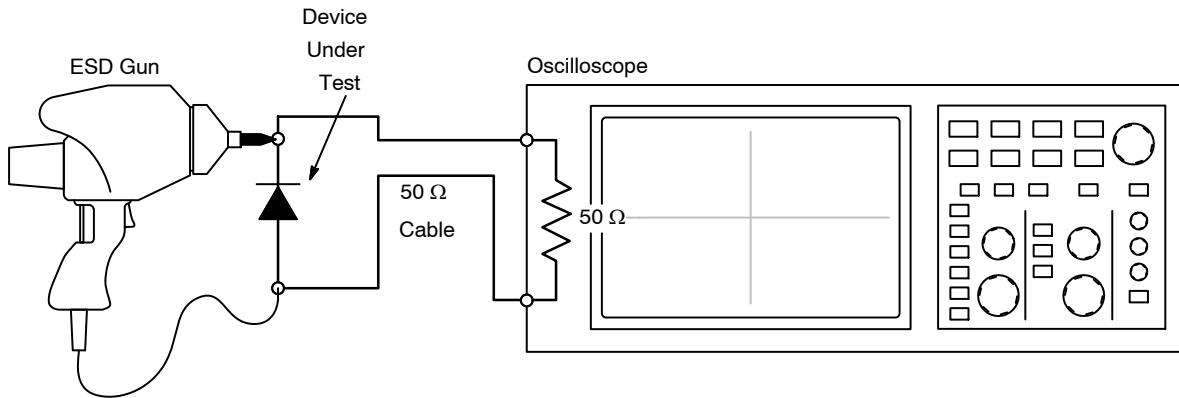 Device
Under
Test
ESD Gun
Oscilloscope
50 Ω
Cable
50 Ω